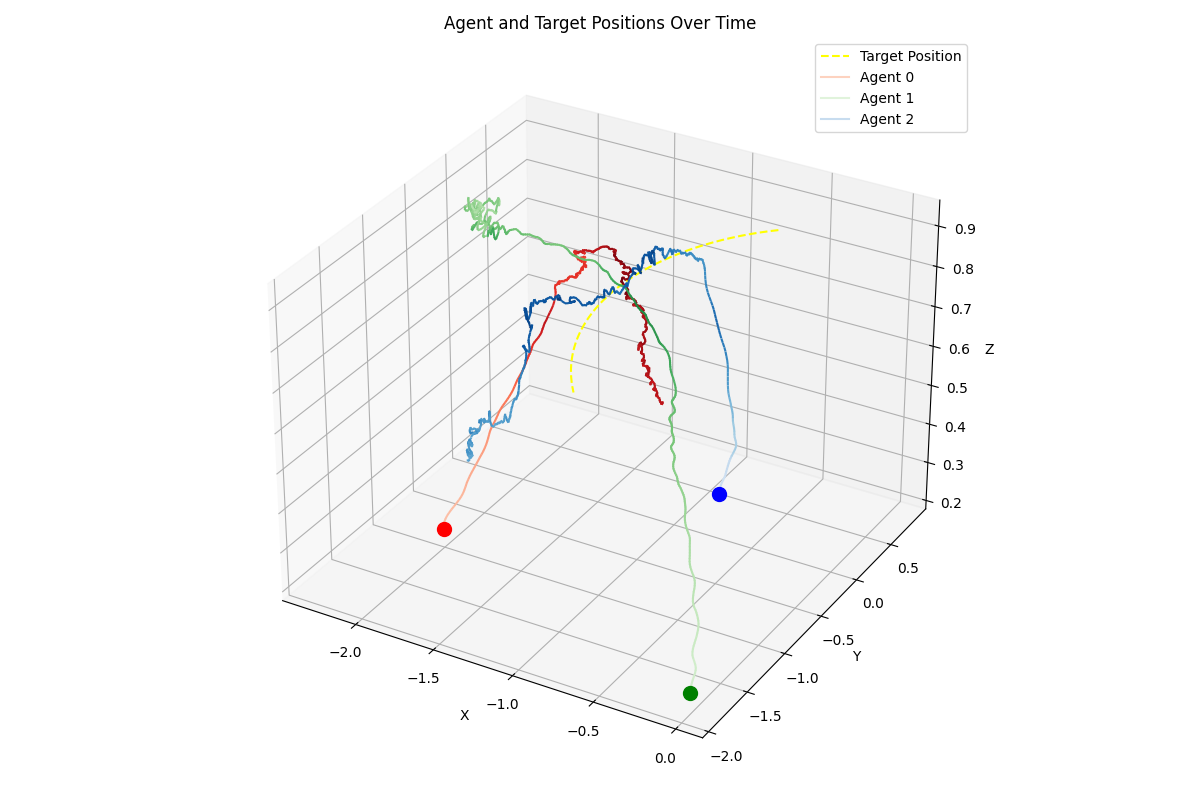 Agent and Target Positions Over Time
Target Position
Agent 0
Agent 1
Agent 2
0.9
0.8
0.7
0.6
0.5
0.4
0.3
0.2
Z
0.5
0.0
−0.5
−1.0
−1.5
−2.0
Y
−2.0
−1.5
−1.0
−0.5
0.0
X